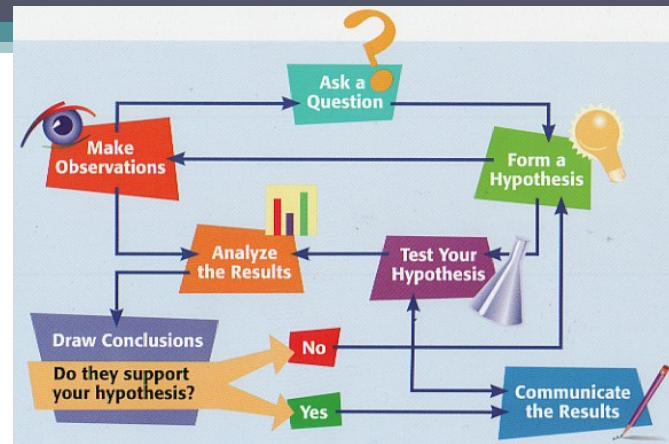 ?
Ask a
Question
Make
Observations
Form a
Hypothesis
Analyze
the Results
Test Your
Hypothesis
Draw Conclusions
Do they support
your hypothesis?
No
Yes
Communicate
the Results